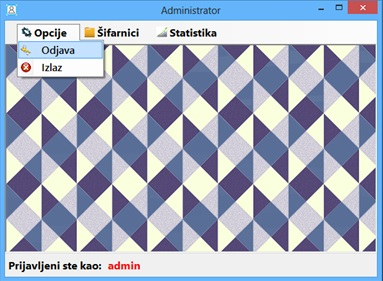 Administrator
Opcije Šifarnici Statistika
Odjava
Izlaz
Prijavljeni ste kao: admin